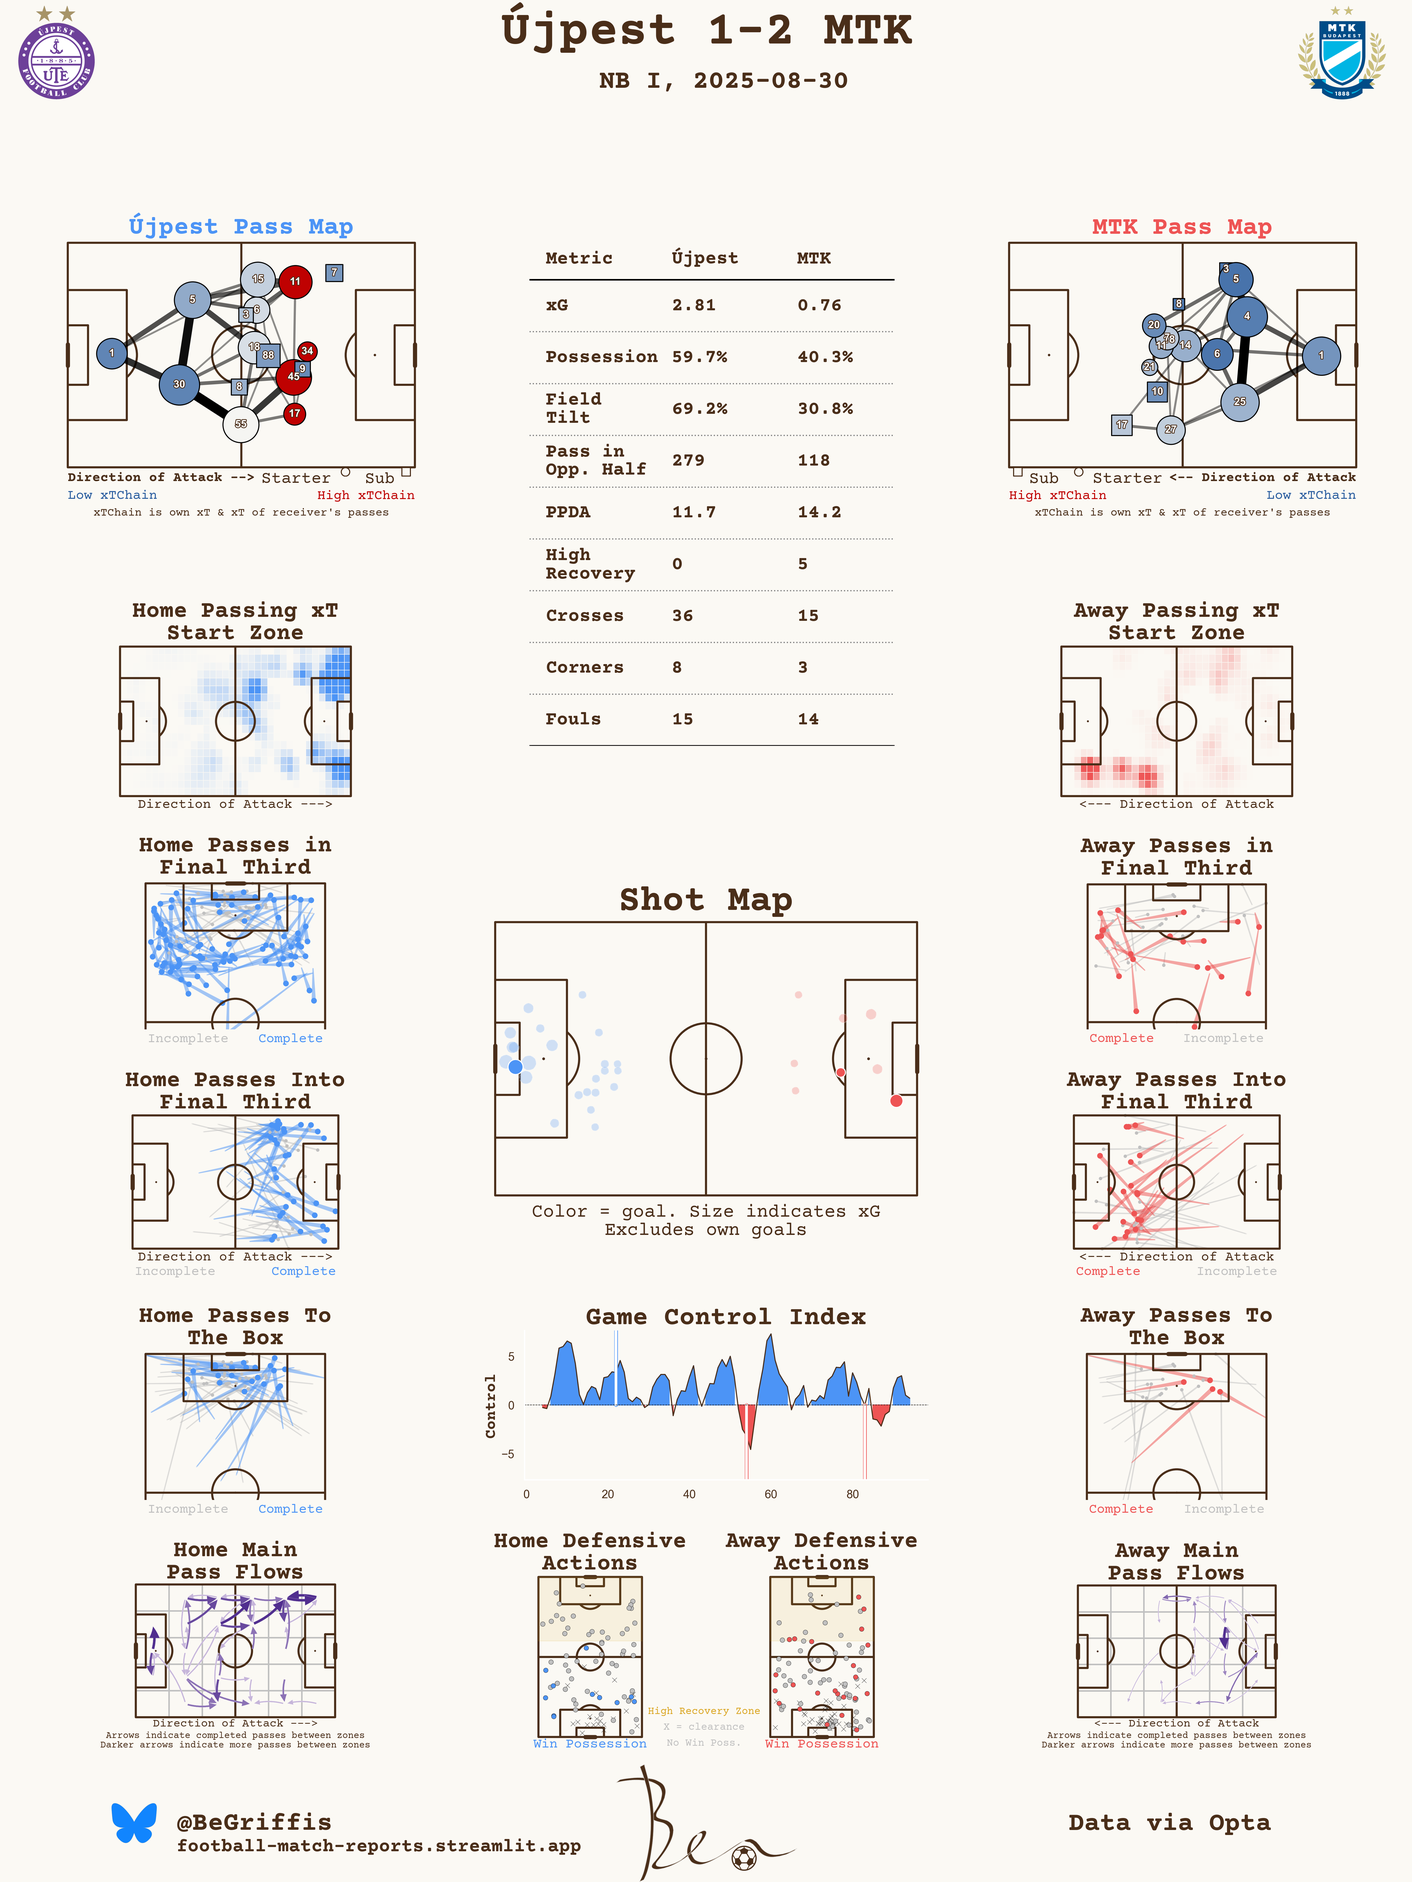 Újpest 1-2 MTK
NB I, 2025-08-30
ÚJPEST
·1·8·8·5·
UTE
FOOTBALL CLUB
MTK
BUDAPEST
1888
Újpest Pass Map
1
5
30
15
11
7
6
3
18
88
34
9
45
8
17
55
Direction of Attack --> Starter Sub
Low xTChain High xTChain
xTChain is own xT & xT of receiver's passes
Metric Újpest MTK
xG 2.81 0.76
Possession 59.7% 40.3%
Field
Tilt 69.2% 30.8%
Pass in
Opp. Half 279 118
PPDA 11.7 14.2
High
Recovery 0 5
Crosses 36 15
Corners 8 3
Fouls 15 14
MTK Pass Map
3
5
8
4
20
11
78
14
6
1
21
10
25
17
27
Sub Starter <-- Direction of Attack
High xTChain Low xTChain
xTChain is own xT & xT of receiver's passes
Home Passing xT
Start Zone
Direction of Attack --->
Away Passing xT
Start Zone
<--- Direction of Attack
Home Passes in
Final Third
Incomplete Complete
Away Passes in
Final Third
Complete Incomplete
Shot Map
Color = goal. Size indicates xG
Excludes own goals
Home Passes Into
Final Third
Direction of Attack --->
Incomplete Complete
Away Passes Into
Final Third
<--- Direction of Attack
Complete Incomplete
Game Control Index
Control
5
0
−5
0 20 40 60 80
Home Passes To
The Box
Incomplete Complete
Away Passes To
The Box
Complete Incomplete
Home Main
Pass Flows
Direction of Attack --->
Arrows indicate completed passes between zones
Darker arrows indicate more passes between zones
Home Defensive
Actions
Win Possession
High Recovery Zone
X = clearance
No Win Poss.
Away Defensive
Actions
Win Possession
Away Main
Pass Flows
<--- Direction of Attack
Arrows indicate completed passes between zones
Darker arrows indicate more passes between zones
@BeGriffis
football-match-reports.streamlit.app
Ben
Data via Opta